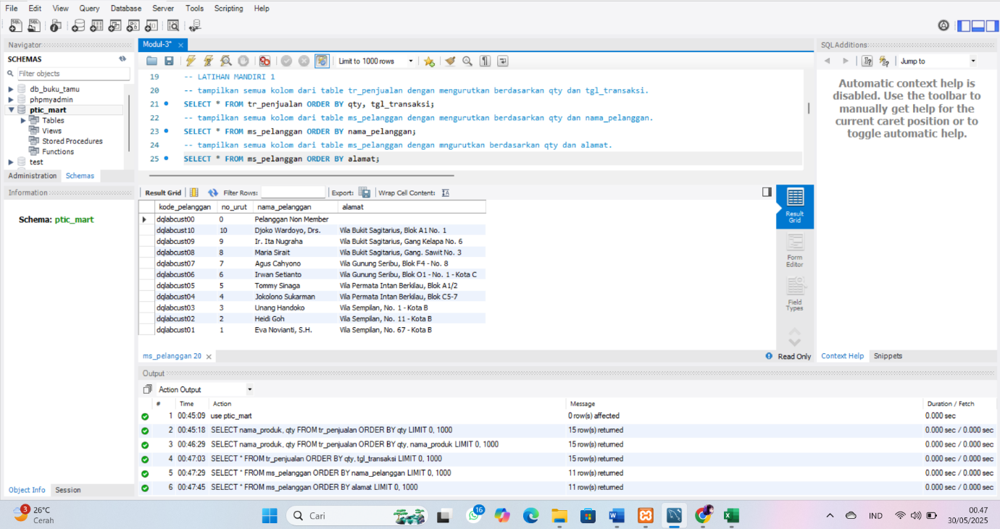 File Edit View Query Database Server Tools Scripting Help
Navigator
SCHEMAS
Filter objects
db_buku_tamu
phpmyadmin
ptic_mart
Tables
Views
Stored Procedures
Functions
test
Administration Schemas
Information
Schema: ptic_mart
Object Info Session
Modul-3*
Limit to 1000 rows
19 -- LATIHAN MANDIRI 1
20 -- tampilkan semua kolom dari table tr_penjualan dengan mengurutkan berdasarkan qty dan tgl_transaksi.
21 SELECT * FROM tr_penjualan ORDER BY qty, tgl_transaksi;
22 -- tampilkan semua kolom dari table ms_pelanggan dengan mengurutkan berdasarkan qty dan nama_pelanggan.
23 SELECT * FROM ms_pelanggan ORDER BY nama_pelanggan;
24 -- tampilkan semua kolom dari table ms_pelanggan dengan mngurutkan berdasarkan qty dan alamat.
25 SELECT * FROM ms_pelanggan ORDER BY alamat;
Result Grid Filter Rows: Export: Wrap Cell Content:
kode_pelanggan no_urut nama_pelanggan alamat
dqlabcust00 0 Pelanggan Non Member
dqlabcust10 10 Djoko Wardoyo, Drs. Vila Bukit Sagitarius, Blok A1 No. 1
dqlabcust09 9 Ir. Ita Nugraha Vila Bukit Sagitarius, Gang Kelapa No. 6
dqlabcust08 8 Maria Sirait Vila Bukit Sagitarius, Gang. Sawit No. 3
dqlabcust07 7 Agus Cahyono Vila Gunung Seribu, Blok F4 - No. 8
dqlabcust06 6 Irwan Setianto Vila Gunung Seribu, Blok O1 - No. 1 - Kota C
dqlabcust05 5 Tommy Sinaga Vila Permata Intan Berkilau, Blok A1/2
dqlabcust04 4 Jokolono Sukarman Vila Permata Intan Berkilau, Blok C5-7
dqlabcust03 3 Unang Handoko Vila Sempilan, No. 1 - Kota B
dqlabcust02 2 Heidi Goh Vila Sempilan, No. 11 - Kota B
dqlabcust01 1 Eva Novianti, S.H. Vila Sempilan, No. 67 - Kota B
Result
Grid
Form
Editor
Field
Types
ms_pelanggan 20
Read Only
SQLAdditions
Jump to
Automatic context help is
disabled. Use the toolbar to
manually get help for the
current caret position or to
toggle automatic help.
Context Help Snippets
Output
Action Output
# Time Action Message Duration / Fetch
1 00:45:09 use ptic_mart 0 row(s) affected 0.000 sec
2 00:45:18 SELECT nama_produk, qty FROM tr_penjualan ORDER BY qty LIMIT 0, 1000 15 row(s) returned 0.000 sec / 0.000 sec
3 00:46:29 SELECT nama_produk, qty FROM tr_penjualan ORDER BY qty, nama_produk LIMIT 0, 1000 15 row(s) returned 0.000 sec / 0.000 sec
4 00:47:03 SELECT * FROM tr_penjualan ORDER BY qty, tgl_transaksi LIMIT 0, 1000 15 row(s) returned 0.000 sec / 0.000 sec
5 00:47:29 SELECT * FROM ms_pelanggan ORDER BY nama_pelanggan LIMIT 0, 1000 11 row(s) returned 0.000 sec / 0.000 sec
6 00:47:45 SELECT * FROM ms_pelanggan ORDER BY alamat LIMIT 0, 1000 11 row(s) returned 0.000 sec / 0.000 sec
3
26°C
Cerah
Cari
16
IND
00.47
30/05/2025